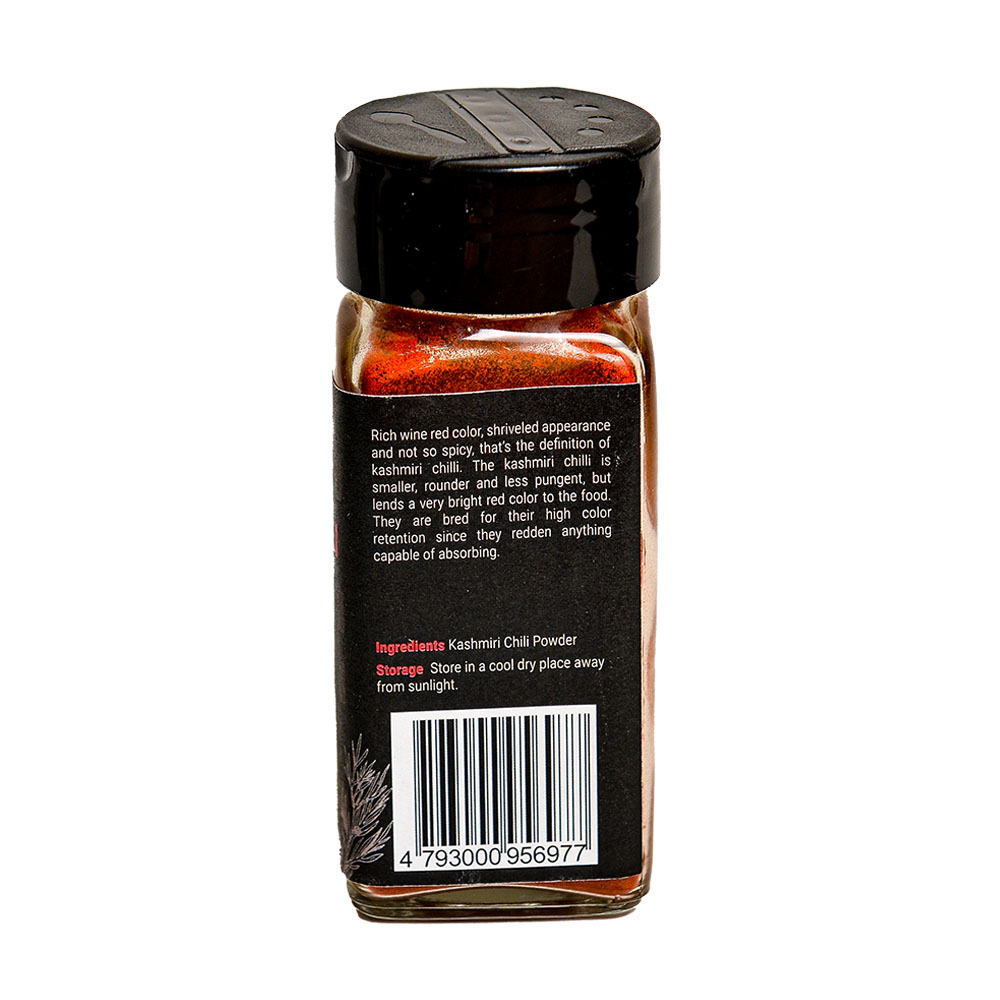 Rich wine red color, shriveled appearance
and not so spicy, that's the definition of
kashmiri chilli. The kashmiri chilli is
smaller, rounder and less pungent, but
lends a very bright red color to the food.
They are bred for their high color
retention since they redden anything
capable of absorbing.
Ingredients Kashmiri Chili Powder
Storage Store in a cool dry place away
from sunlight.
4 793000 956977